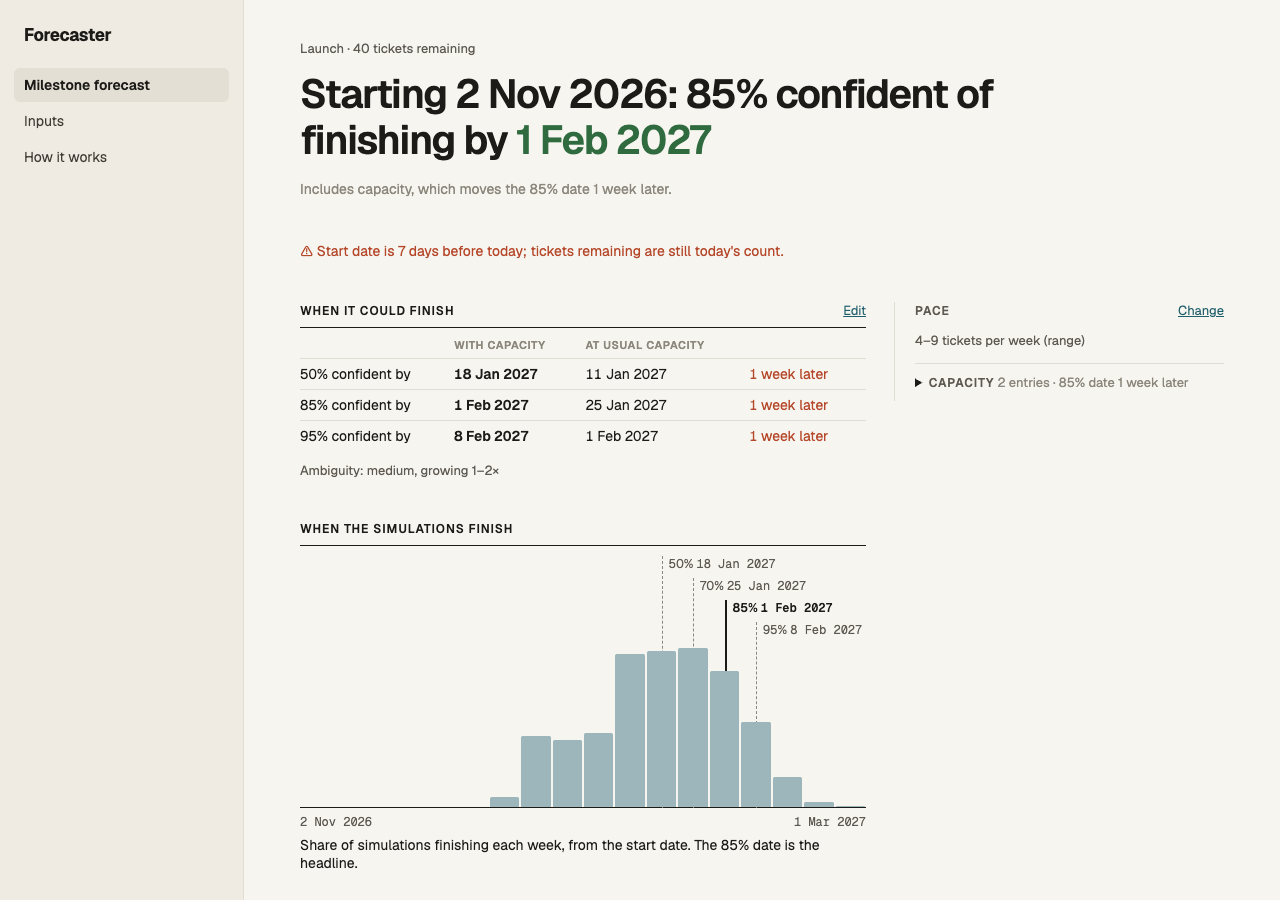 Forecaster
Milestone forecast
Inputs
How it works
Launch · 40 tickets remaining
Starting 2 Nov 2026: 85% confident of
finishing by 1 Feb 2027
Includes capacity, which moves the 85% date 1 week later.
⚠ Start date is 7 days before today; tickets remaining are still today's count.
WHEN IT COULD FINISH Edit
WITH CAPACITY AT USUAL CAPACITY
50% confident by 18 Jan 2027 11 Jan 2027 1 week later
85% confident by 1 Feb 2027 25 Jan 2027 1 week later
95% confident by 8 Feb 2027 1 Feb 2027 1 week later
Ambiguity: medium, growing 1–2×
PACE Change
4–9 tickets per week (range)
CAPACITY 2 entries · 85% date 1 week later
WHEN THE SIMULATIONS FINISH
50% 18 Jan 2027
70% 25 Jan 2027
85% 1 Feb 2027
95% 8 Feb 2027
2 Nov 2026 1 Mar 2027
Share of simulations finishing each week, from the start date. The 85% date is the
headline.